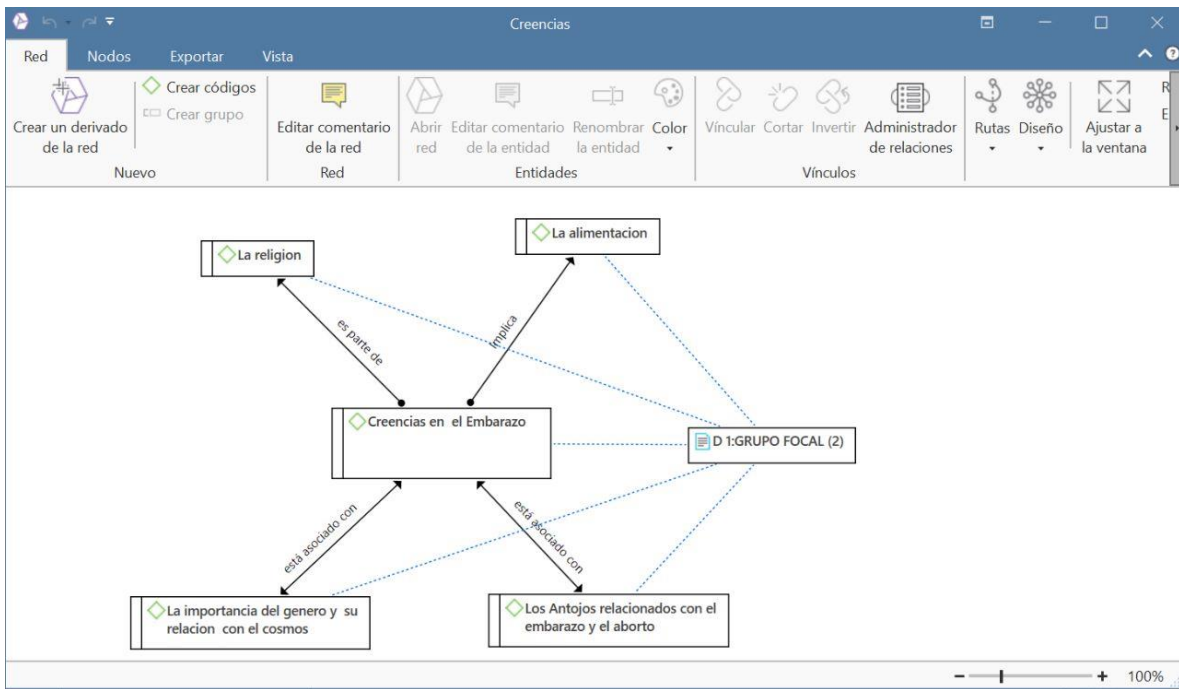 Creencias
Red Nodos Exportar Vista
Crear un derivado
de la red
Crear códigos
Crear grupo
Nuevo
Editar comentario
de la red
Red
Abrir
red
Editar comentario
de la entidad
Renombrar
la entidad
Color
Entidades
Víncular Cortar Invertir Administrador
de relaciones
Vínculos
Rutas Diseño Ajustar a
la ventana
R
E
La religion
La alimentacion
es parte de
Implica
Creencias en el Embarazo
D 1:GRUPO FOCAL (2)
está asociado con
está asociado con
La importancia del genero y su
relacion con el cosmos
Los Antojos relacionados con el
embarazo y el aborto
100%